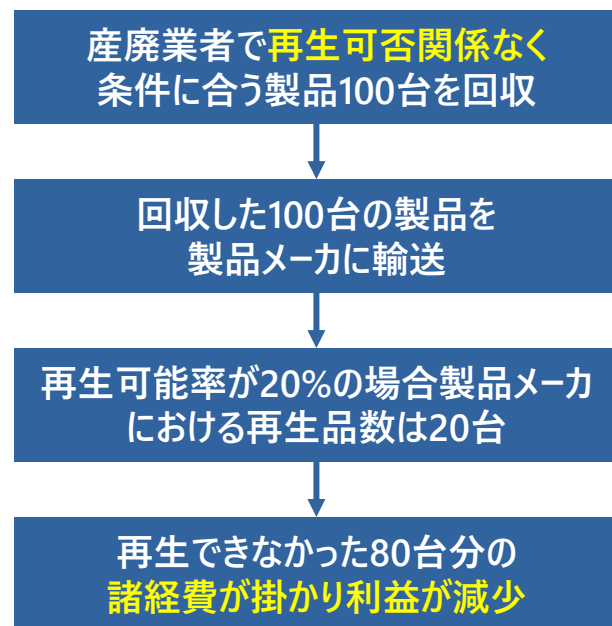 産廃業者で再生可否関係なく
条件に合う製品100台を回収
回収した100台の製品を
製品メーカに輸送
再生可能率が20%の場合製品メーカ
における再生品数は20台
再生できなかった80台分の
諸経費が掛かり利益が減少